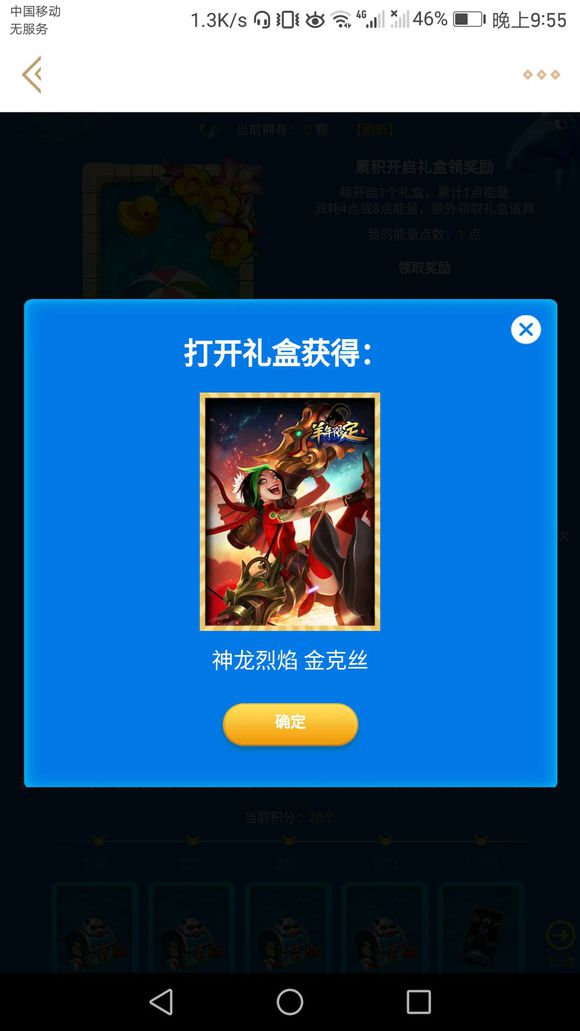 中国移动
无服务
1.3K/s
4G
46%
晚上9:55
当前拥有： 0 颗 【刷新】
累积开启礼盒领奖励
每开启1个礼盒，累计1点能量
消耗4点或8点能量，额外领取礼盒道具
我的能量点数：1 点
领取奖励
打开礼盒获得：
羊年限定
神龙烈焰 金克丝
确定
次
当前积分：20个
100 200 300 500 1000